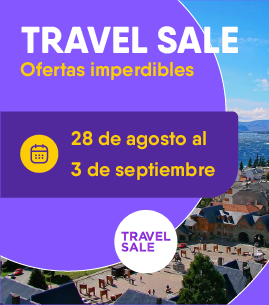 TRAVEL SALE
Ofertas imperdibles
28 de agosto al
3 de septiembre
TRAVEL
SALE